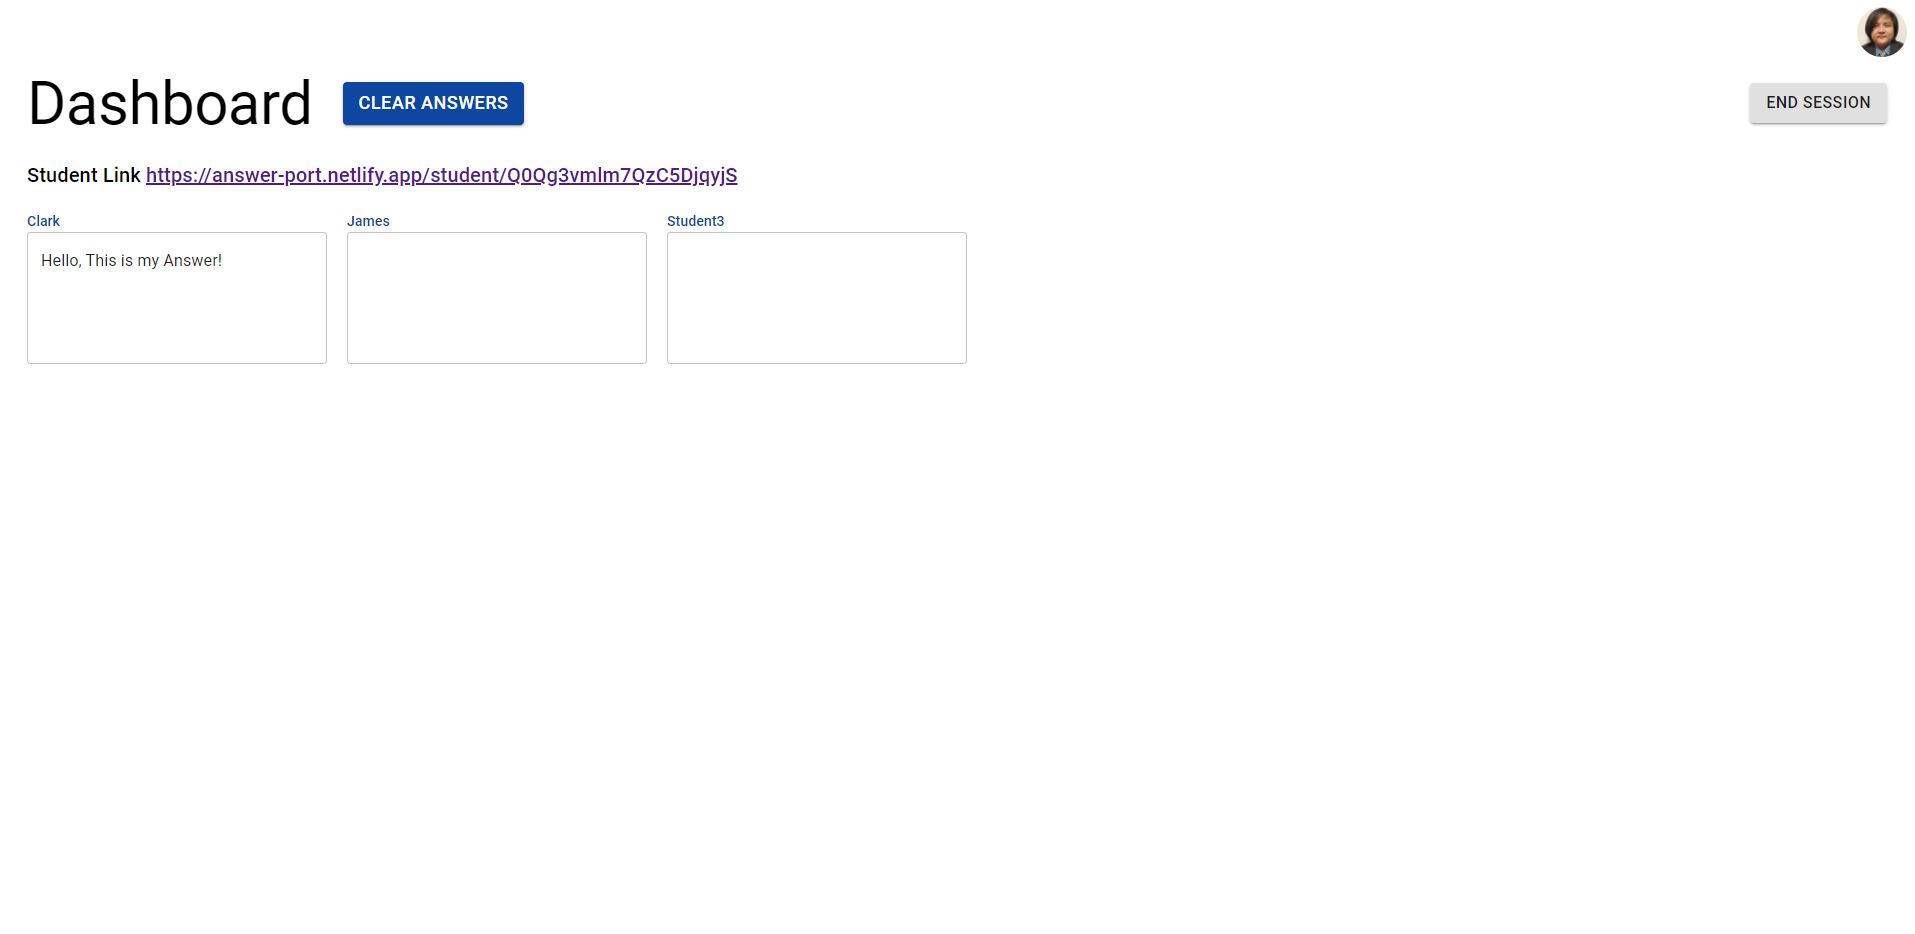 Dashboard CLEAR ANSWERS END SESSION
Student Link https://answer-port.netlify.app/student/Q0Qg3vmlm7QzC5DjqyjS
Clark James Student3
Hello, This is my Answer!